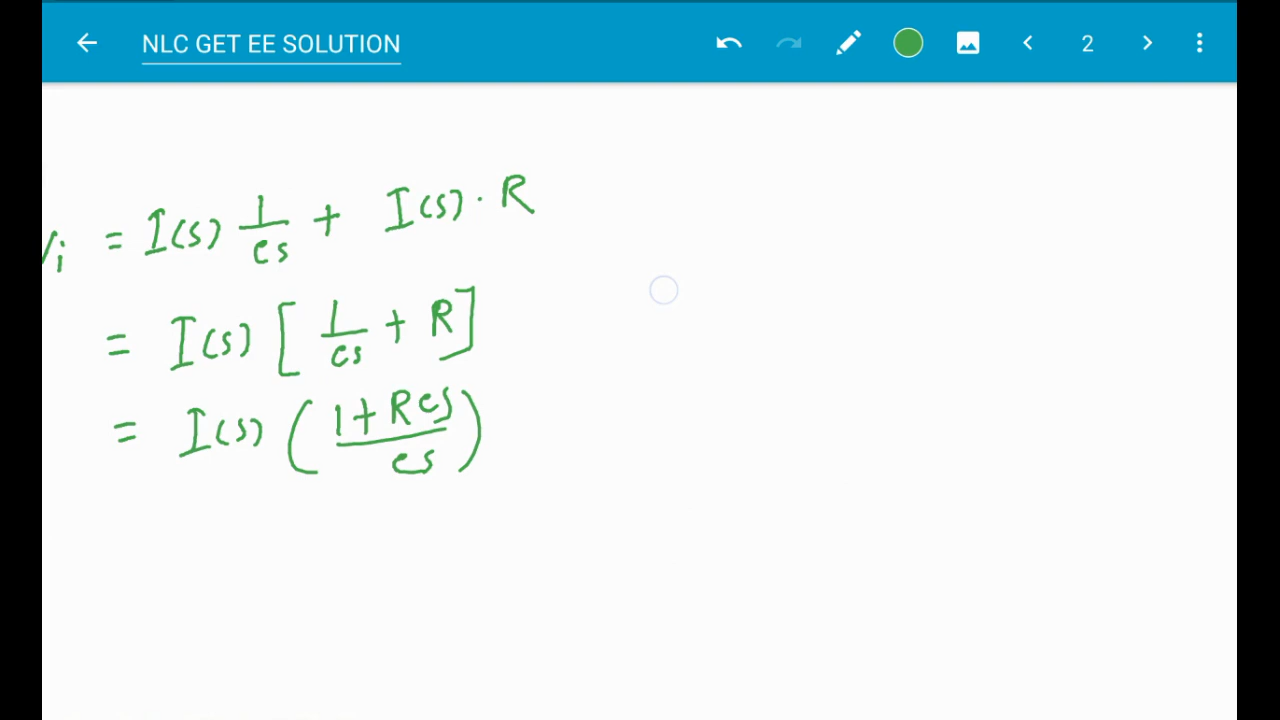 NLC GET EE SOLUTION
2
Vi = I(s) 1/cs + I(s) · R
= I(s) [ 1/cs + R ]
= I(s) ( 1 + Rcs / cs )